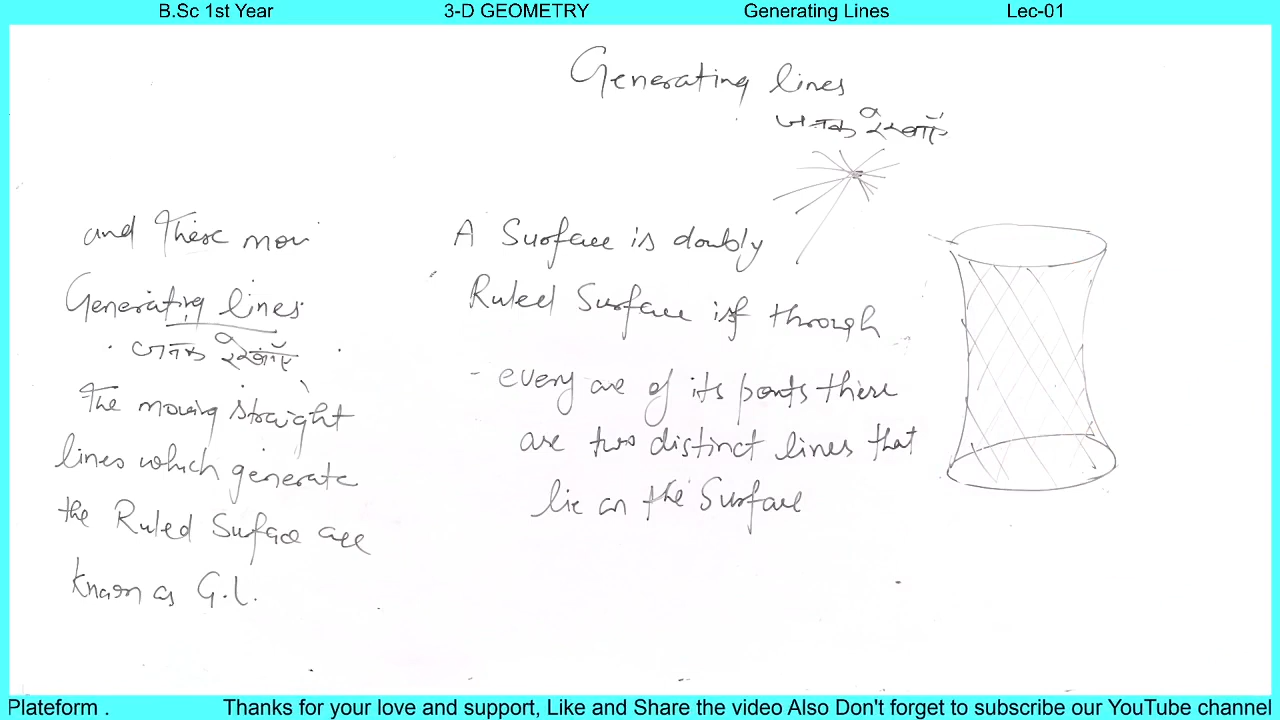 B.Sc 1st Year 3-D GEOMETRY Generating Lines Lec-01
Generating lines
जनक रेखाएँ
and these mov
Generating lines
जनक रेखाएँ
The moving straight
lines which generate
the Ruled Surface are
known as G.L.
A Surface is doubly
Ruled Surface if through
every one of its points there
are two distinct lines that
lie on the Surface
Plateform . Thanks for your love and support, Like and Share the video Also Don't forget to subscribe our YouTube channel